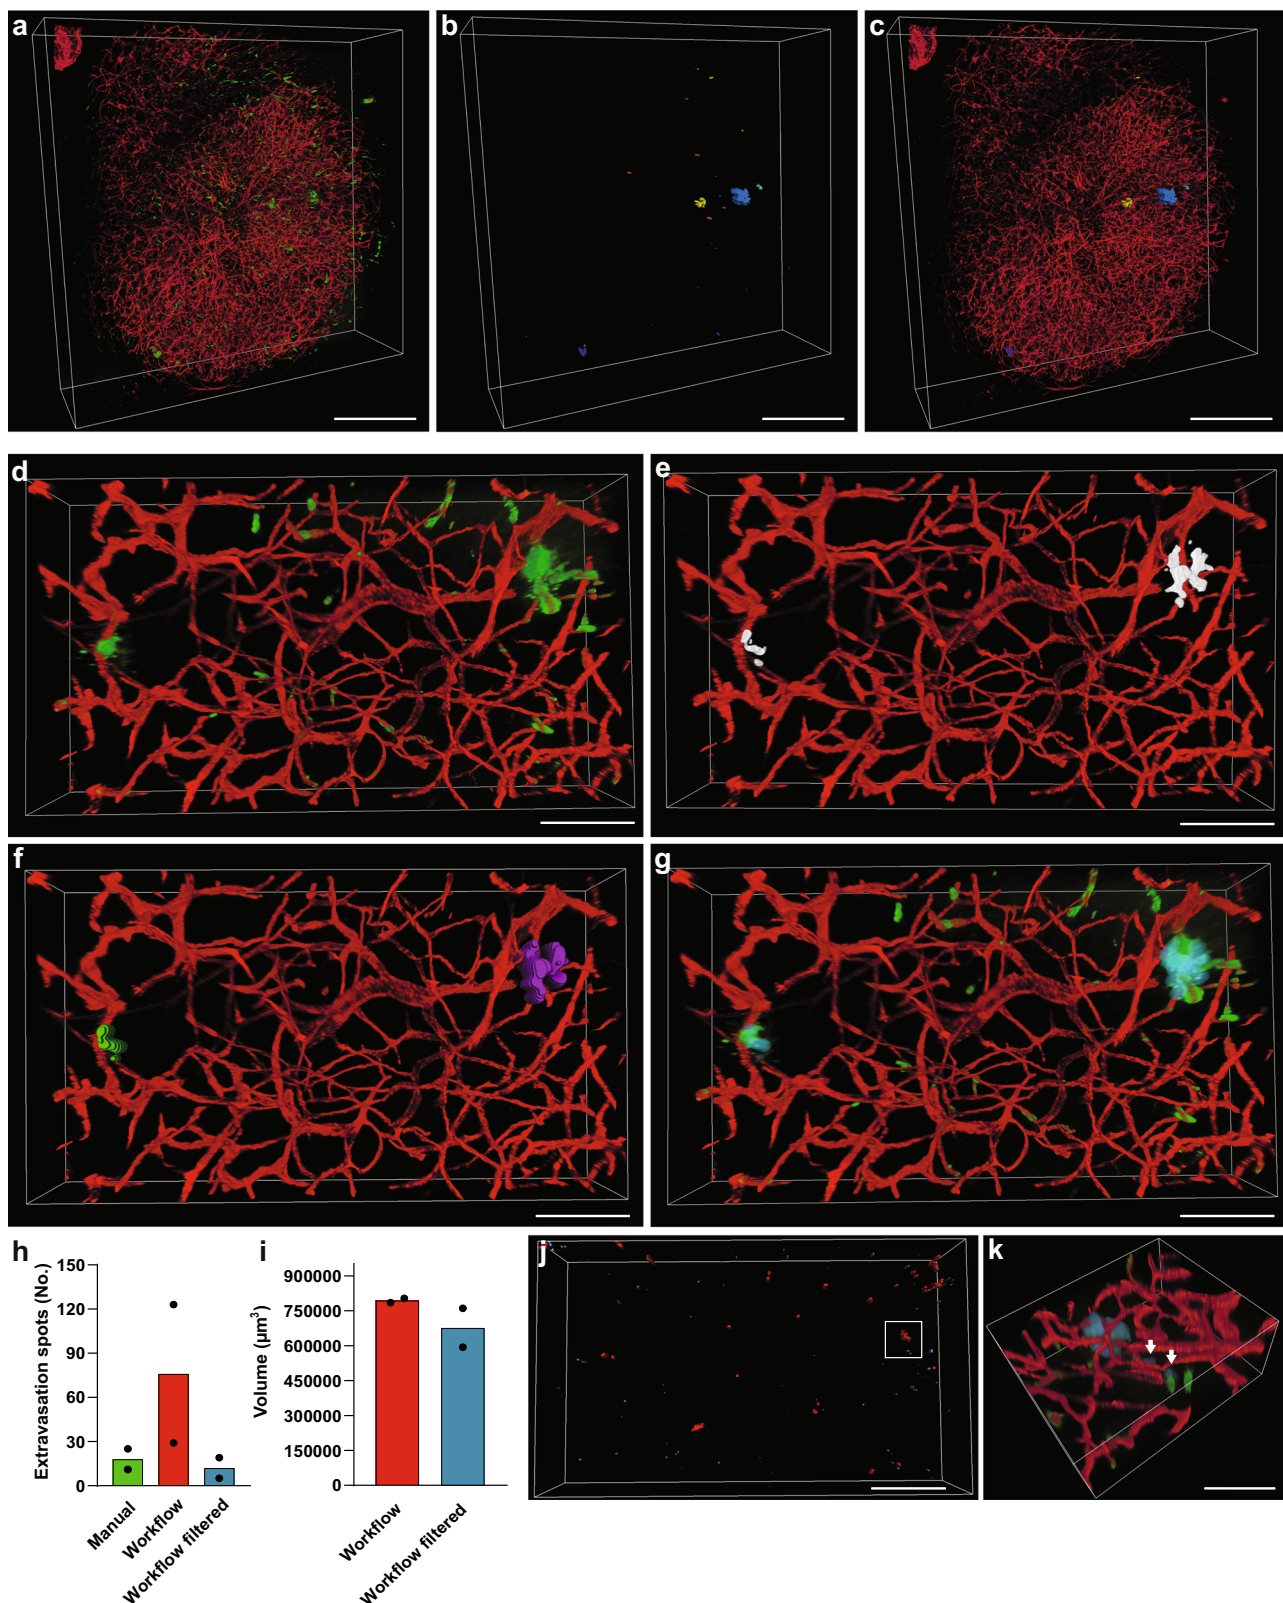 a
b
c
d
e
f
g
h
150
120
90
60
30
0
Extravasation spots (No.)
Manual
Workflow
Workflow filtered
i
900000
750000
600000
450000
300000
150000
0
Volume (µm³)
Workflow
Workflow filtered
j
k